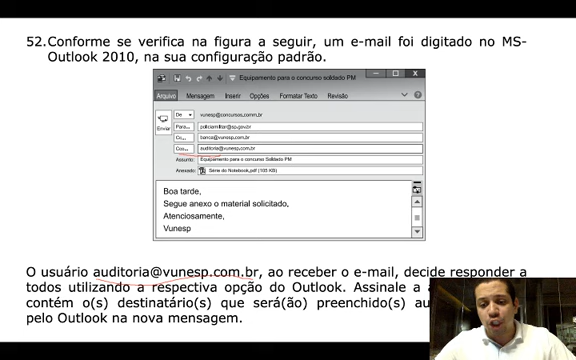 52.Conforme se verifica na figura a seguir, um e-mail foi digitado no MS-
Outlook 2010, na sua configuração padrão.
Equipamento para o concurso soldado PM
Arquivo Mensagem Inserir Opções Formatar Texto Revisão
De vunesp@concursos.comm.br
Para... policiamilitar@sp.gov.br
Enviar
Cc... banca@vunesp.com.br
Cco... auditoria@vunesp.com.br
Assunto: Equipamento para o concurso Soldado PM
Anexado: Série do Notebook.pdf (103 KB)
Boa tarde,
Segue anexo o material solicitado,
Atenciosamente,
Vunesp
O usuário auditoria@vunesp.com.br, ao receber o e-mail, decide responder a
todos utilizando a respectiva opção do Outlook. Assinale a
contém o(s) destinatário(s) que será(ão) preenchido(s)
pelo Outlook na nova mensagem.